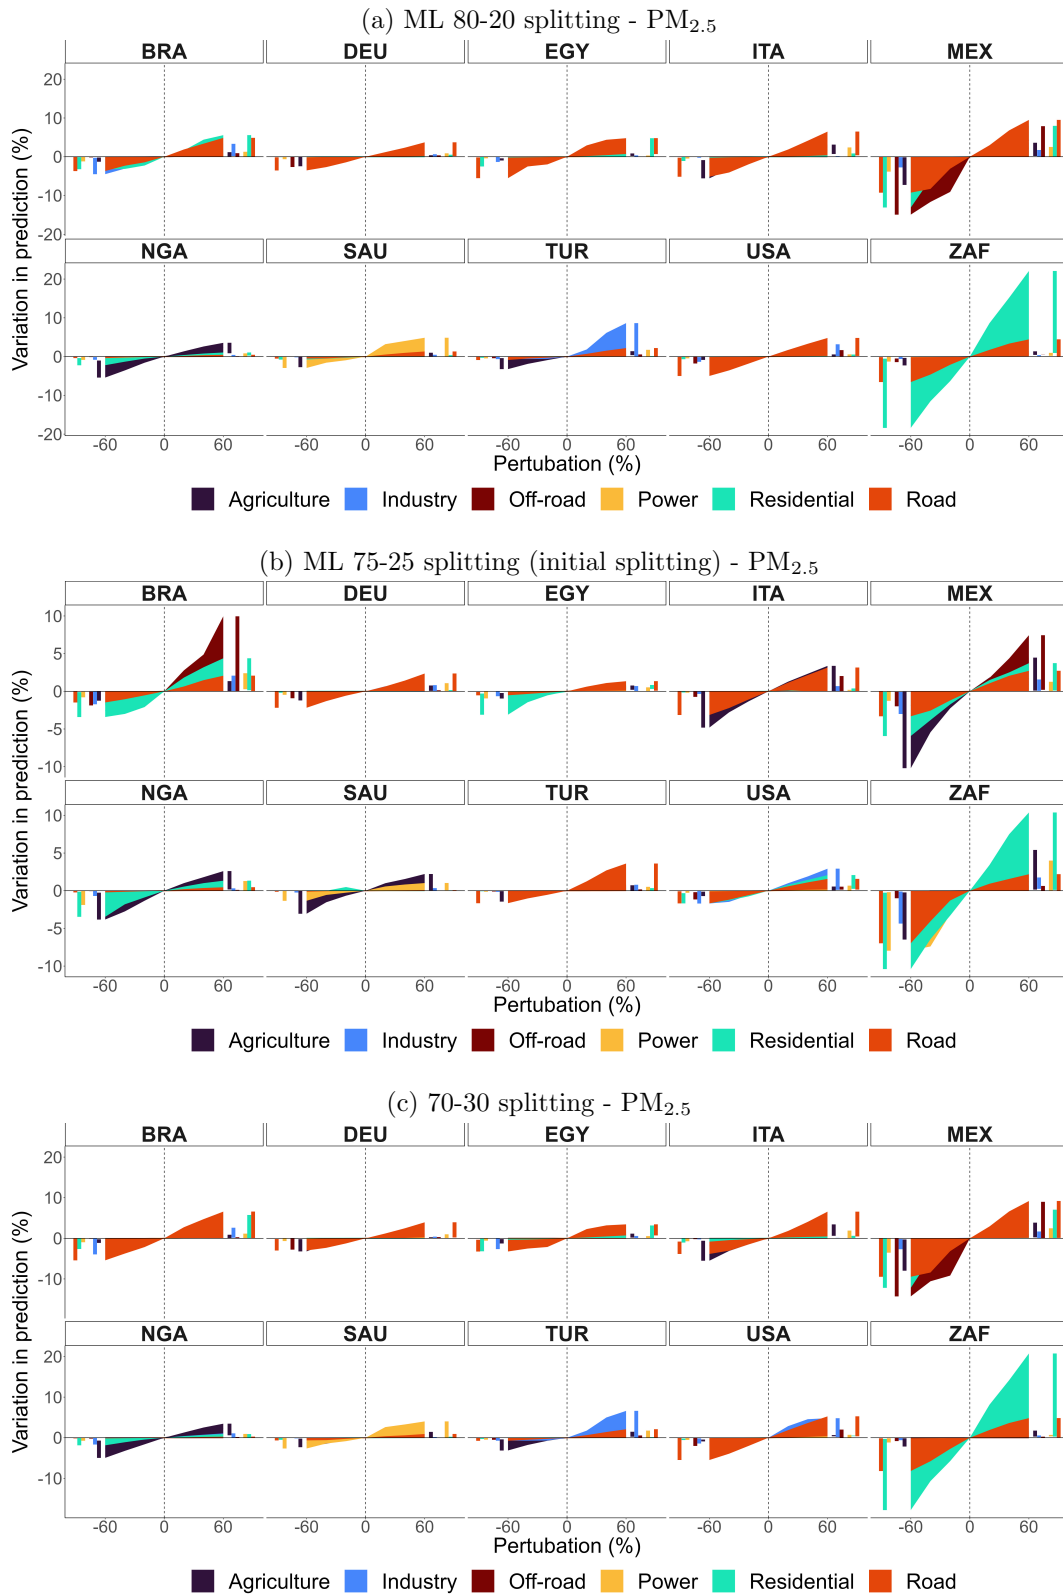 (a) ML 80-20 splitting - PM2.5
BRA DEU EGY ITA MEX
20
10
0
-10
-20
Variation in prediction (%)
NGA SAU TUR USA ZAF
20
10
0
-10
-20
-60 0 60 -60 0 60 -60 0 60 -60 0 60 -60 0 60
Pertubation (%)
Agriculture Industry Off-road Power Residential Road
(b) ML 75-25 splitting (initial splitting) - PM2.5
BRA DEU EGY ITA MEX
10
5
0
-5
-10
Variation in prediction (%)
NGA SAU TUR USA ZAF
10
5
0
-5
-10
-60 0 60 -60 0 60 -60 0 60 -60 0 60 -60 0 60
Pertubation (%)
Agriculture Industry Off-road Power Residential Road
(c) 70-30 splitting - PM2.5
BRA DEU EGY ITA MEX
20
10
0
-10
Variation in prediction (%)
NGA SAU TUR USA ZAF
20
10
0
-10
-60 0 60 -60 0 60 -60 0 60 -60 0 60 -60 0 60
Pertubation (%)
Agriculture Industry Off-road Power Residential Road